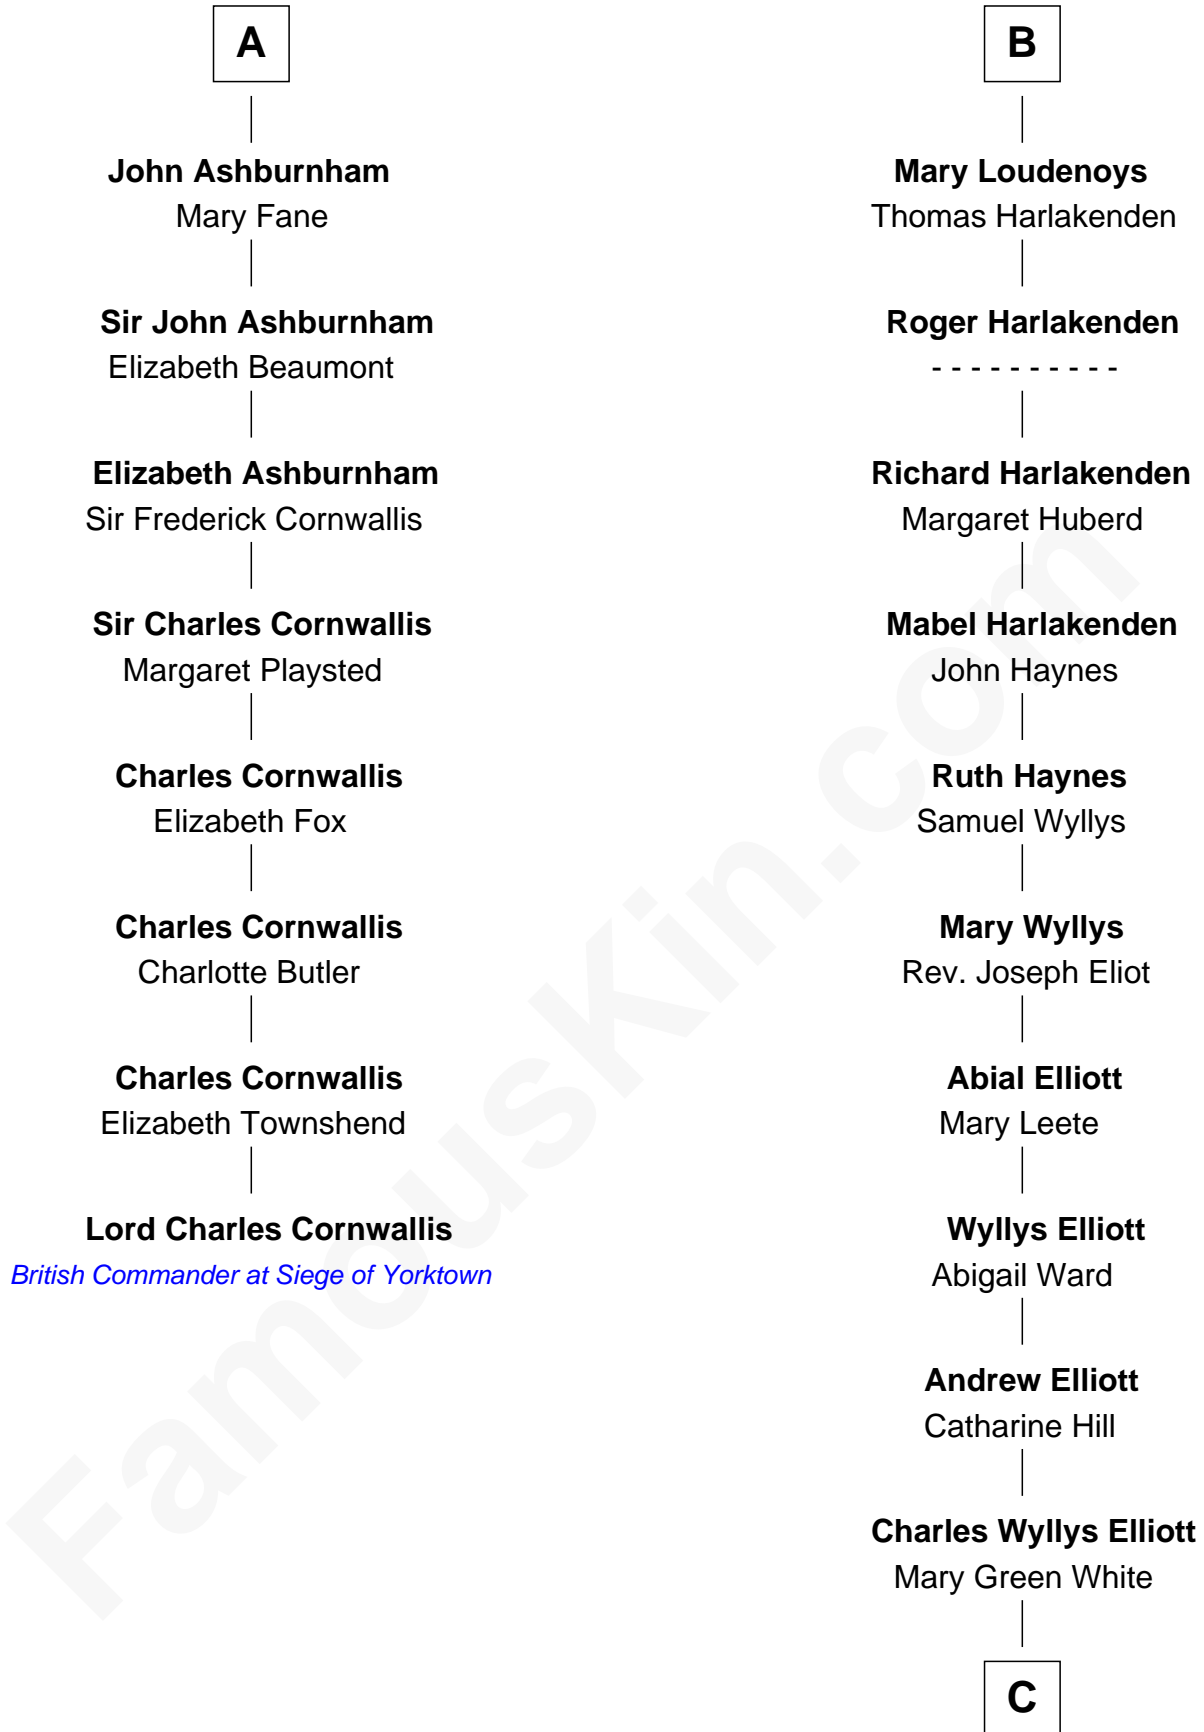 A
John Ashburnham
Mary Fane
Sir John Ashburnham
Elizabeth Beaumont
Elizabeth Ashburnham
Sir Frederick Cornwallis
Sir Charles Cornwallis
Margaret Playsted
Charles Cornwallis
Elizabeth Fox
Charles Cornwallis
Charlotte Butler
Charles Cornwallis
Elizabeth Townshend
Lord Charles Cornwallis
British Commander at Siege of Yorktown
B
Mary Loudenoys
Thomas Harlakenden
Roger Harlakenden
- - - - - - - - - -
Richard Harlakenden
Margaret Huberd
Mabel Harlakenden
John Haynes
Ruth Haynes
Samuel Wyllys
Mary Wyllys
Rev. Joseph Eliot
Abial Elliott
Mary Leete
Wyllys Elliott
Abigail Ward
Andrew Elliott
Catharine Hill
Charles Wyllys Elliott
Mary Green White
C
FamousKin.com